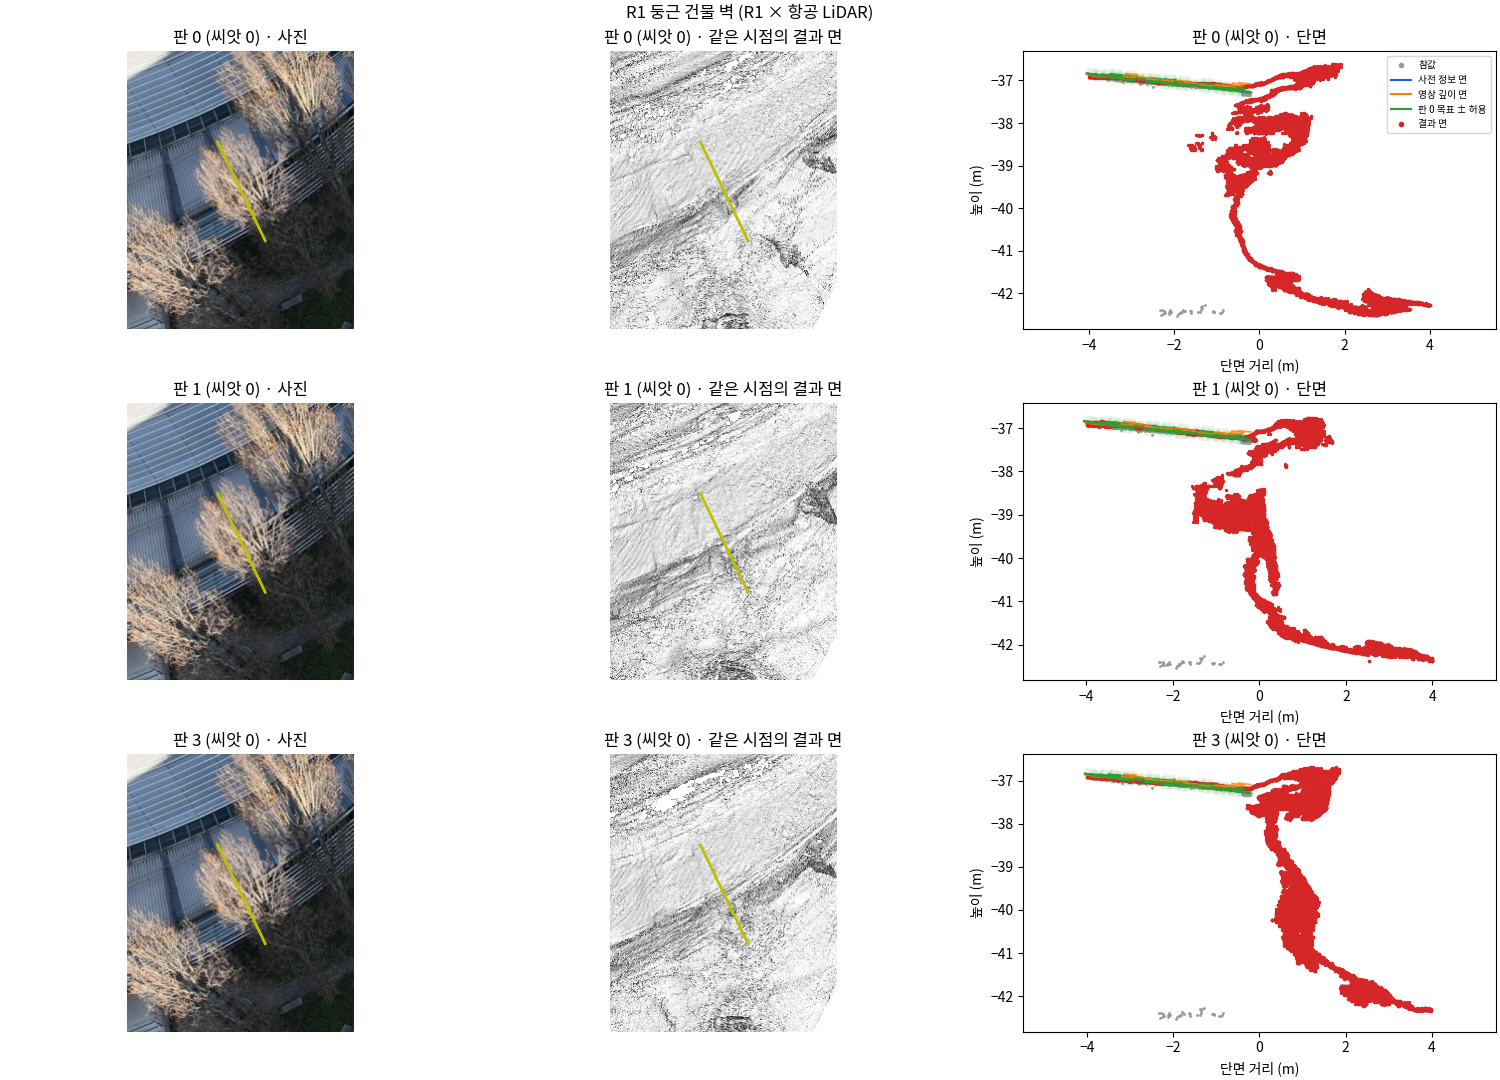 R1 둥근 건물 벽 (R1 × 항공 LiDAR)
판 0 (씨앗 0) · 사진
판 0 (씨앗 0) · 같은 시점의 결과 면
판 0 (씨앗 0) · 단면
참값
사전 정보 면
영상 깊이 면
판 0 목표 ± 허용
결과 면
높이 (m)
−37
−38
−39
−40
−41
−42
−4 −2 0 2 4
단면 거리 (m)
판 1 (씨앗 0) · 사진
판 1 (씨앗 0) · 같은 시점의 결과 면
판 1 (씨앗 0) · 단면
높이 (m)
−37
−38
−39
−40
−41
−42
−4 −2 0 2 4
단면 거리 (m)
판 3 (씨앗 0) · 사진
판 3 (씨앗 0) · 같은 시점의 결과 면
판 3 (씨앗 0) · 단면
높이 (m)
−37
−38
−39
−40
−41
−42
−4 −2 0 2 4
단면 거리 (m)